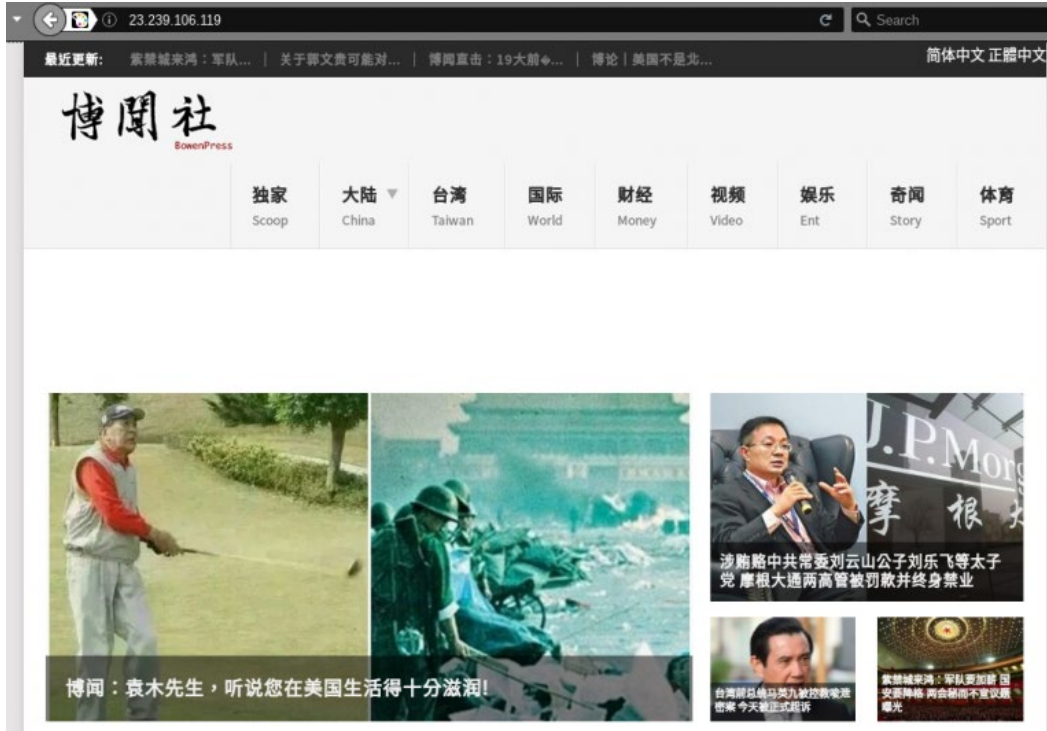 23.239.106.119
Search
最近更新: 紫禁城来鸿：军队... | 关于郭文贵可能对... | 博闻直击：19大前�... | 博论 | 美国不是北...
简体中文 正體中文
博闻社
BowenPress
独家 大陆 台湾 国际 财经 视频 娱乐 奇闻 体育
Scoop China Taiwan World Money Video Ent Story Sport
J.P.Morg
摩 根
涉贿赂中共常委刘云山公子刘乐飞等太子
党 摩根大通两高管被罚款并终身禁业
博闻：袁木先生，听说您在美国生活得十分滋润!
台湾前总统马英九被控教唆泄
密案 今天被正式起诉
紫禁城来鸿：军队要加薪 国
安要降格 两会秘而不宣议题
曝光